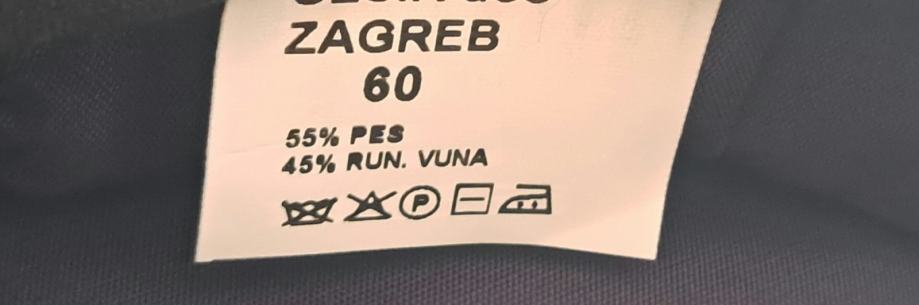 ZAGREB
60
55% PES
45% RUN. VUNA
P